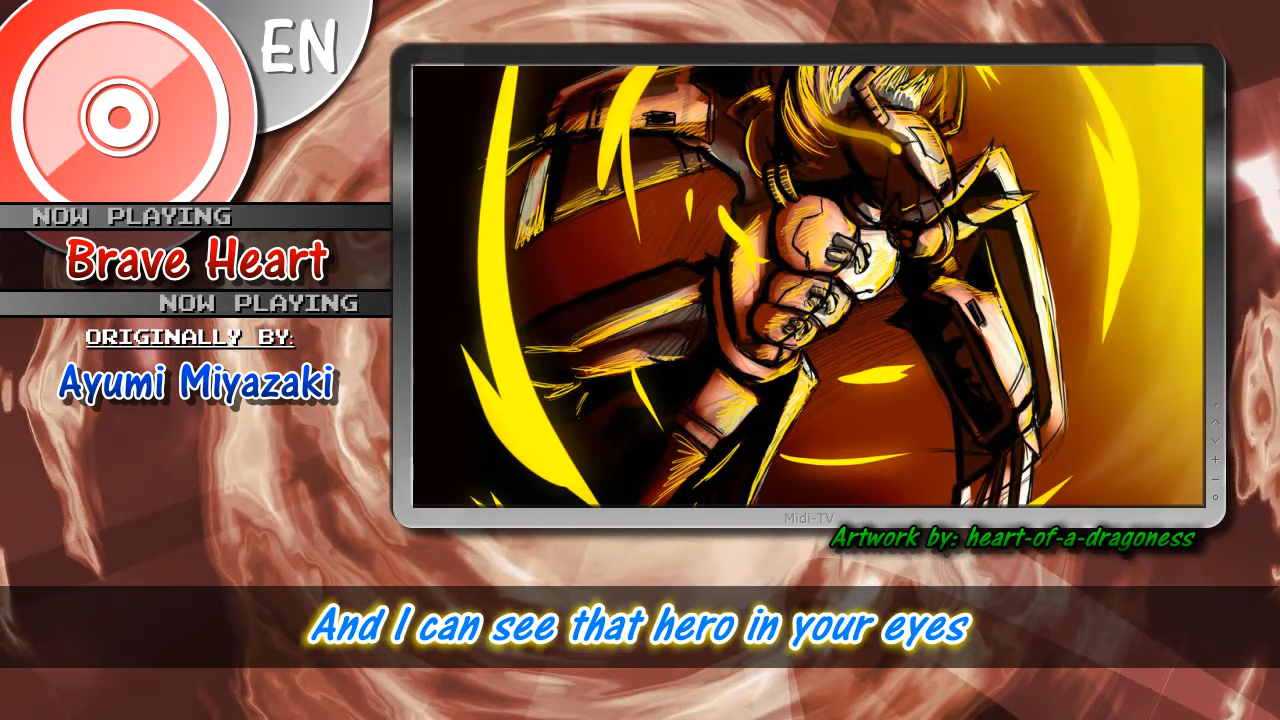 EN
NOW PLAYING
Brave Heart
NOW PLAYING
ORIGINALLY BY:
Ayumi Miyazaki
Midi-TV
Artwork by: heart-of-a-dragoness
And I can see that hero in your eyes